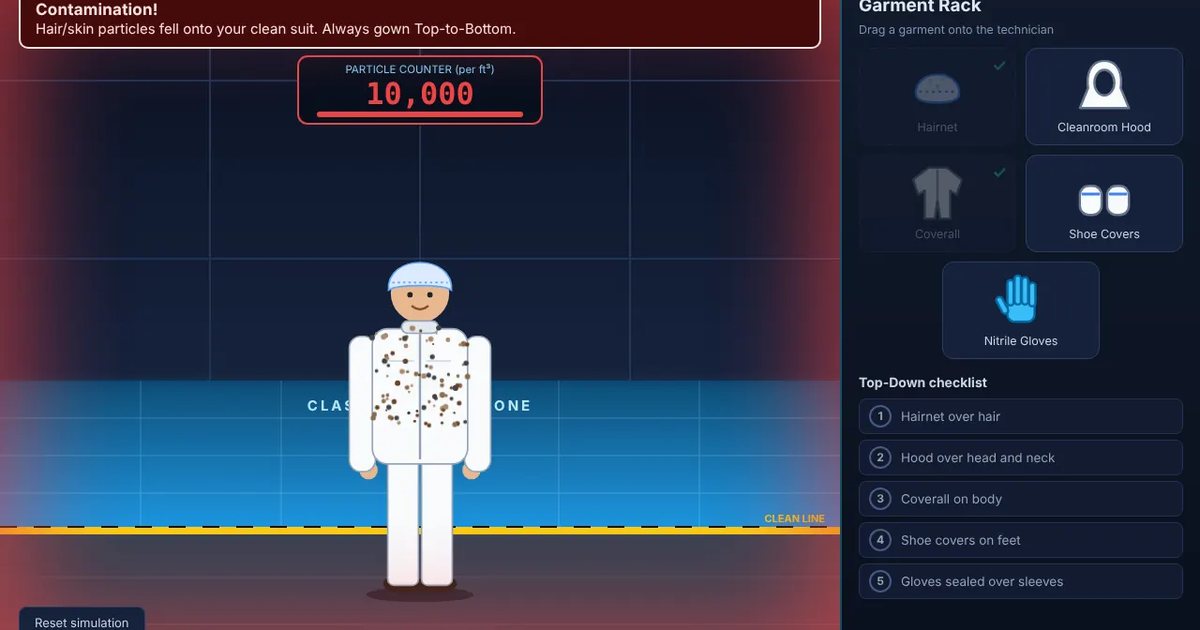 Contamination!
Hair/skin particles fell onto your clean suit. Always gown Top-to-Bottom.
PARTICLE COUNTER (per ft³)
10,000
CLAS
ONE
CLEAN LINE
Reset simulation
Garment Rack
Drag a garment onto the technician
Hairnet
Cleanroom Hood
Coverall
Shoe Covers
Nitrile Gloves
Top-Down checklist
1 Hairnet over hair
2 Hood over head and neck
3 Coverall on body
4 Shoe covers on feet
5 Gloves sealed over sleeves